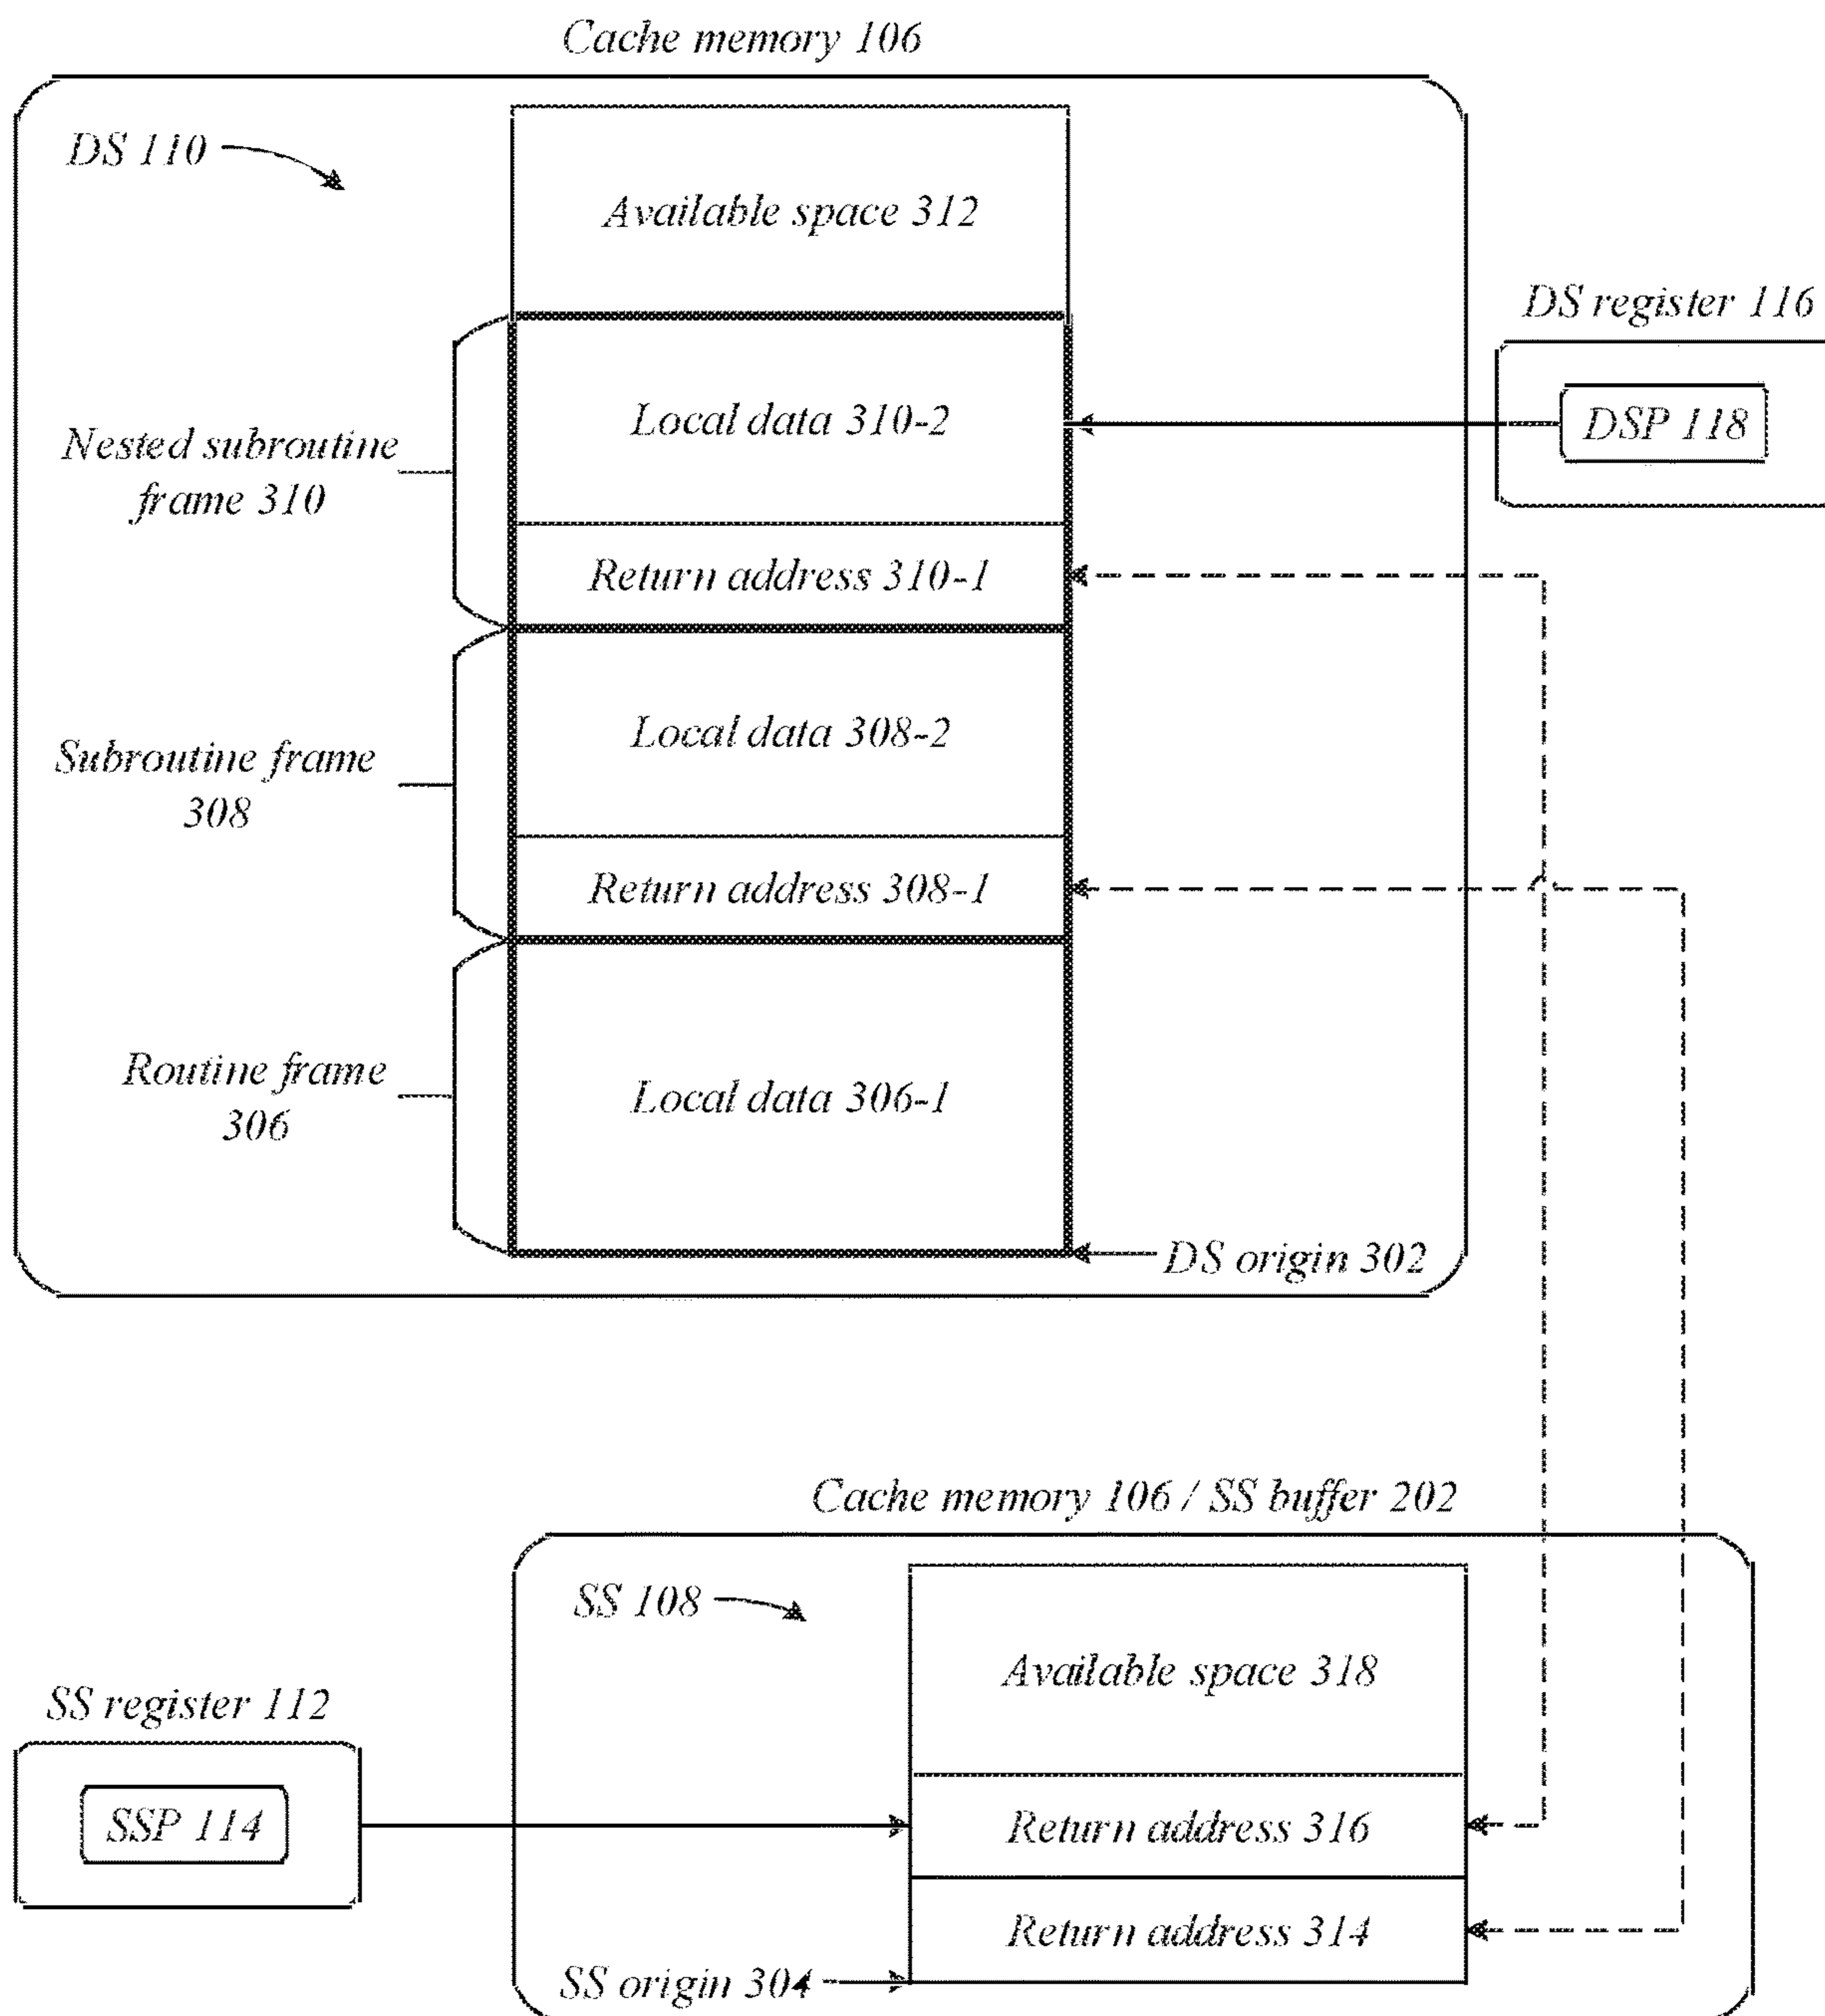 Cache memory 106
DS 110
Available space 312
DS register 116
Local data 310-2
DSP 118
Nested subroutine
frame 310
Return address 310-1
Local data 308-2
Subroutine frame
308
Return address 308-1
Routine frame
306
Local data 306-1
DS origin 302
Cache memory 106 / SS buffer 202
SS 108
Available space 318
SS register 112
SSP 114
Return address 316
Return address 314
SS origin 304